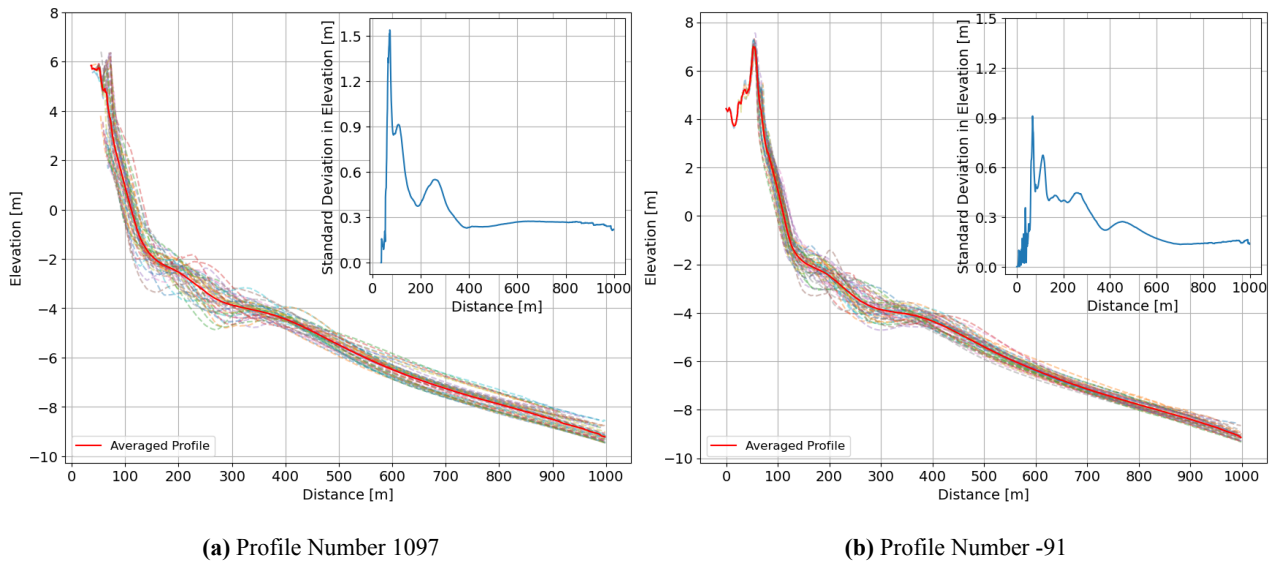 8
6
4
2
0
−2
−4
−6
−8
−10
Elevation [m]
0 100 200 300 400 500 600 700 800 900 1000
Distance [m]
Averaged Profile
1.5
1.2
0.9
0.6
0.3
0.0
Standard Deviation in Elevation [m]
0 200 400 600 800 1000
Distance [m]
(a) Profile Number 1097
8
6
4
2
0
−2
−4
−6
−8
−10
Elevation [m]
0 100 200 300 400 500 600 700 800 900 1000
Distance [m]
Averaged Profile
1.5
1.2
0.9
0.6
0.3
0.0
Standard Deviation in Elevation [m]
0 200 400 600 800 1000
Distance [m]
(b) Profile Number -91